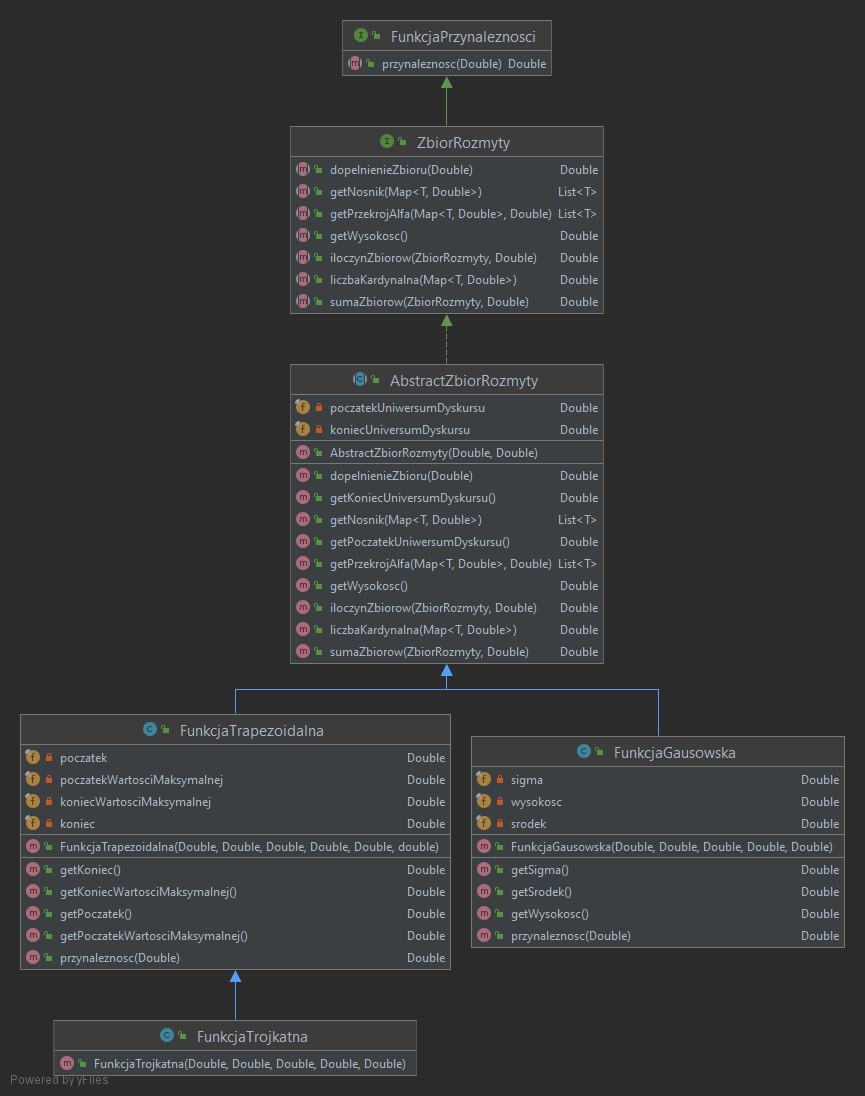 FunkcjaPrzynaleznosci
przynaleznosc(Double) Double
ZbiorRozmyty
dopelnienieZbioru(Double) Double
getNosnik(Map<T, Double>) List<T>
getPrzekrojAlfa(Map<T, Double>, Double) List<T>
getWysokosc() Double
iloczynZbiorow(ZbiorRozmyty, Double) Double
liczbaKardynalna(Map<T, Double>) Double
sumaZbiorow(ZbiorRozmyty, Double) Double
AbstractZbiorRozmyty
poczatekUniwersumDyskursu Double
koniecUniversumDyskursu Double
AbstractZbiorRozmyty(Double, Double)
dopelnienieZbioru(Double) Double
getKoniecUniversumDyskursu() Double
getNosnik(Map<T, Double>) List<T>
getPoczatekUniwersumDyskursu() Double
getPrzekrojAlfa(Map<T, Double>, Double) List<T>
getWysokosc() Double
iloczynZbiorow(ZbiorRozmyty, Double) Double
liczbaKardynalna(Map<T, Double>) Double
sumaZbiorow(ZbiorRozmyty, Double) Double
FunkcjaTrapezoidalna
poczatek Double
poczatekWartosciMaksymalnej Double
koniecWartosciMaksymalnej Double
koniec Double
FunkcjaTrapezoidalna(Double, Double, Double, Double, Double, double)
getKoniec() Double
getKoniecWartosciMaksymalnej() Double
getPoczatek() Double
getPoczatekWartosciMaksymalnej() Double
przynaleznosc(Double) Double
FunkcjaGausowska
sigma Double
wysokosc Double
srodek Double
FunkcjaGausowska(Double, Double, Double, Double, Double)
getSigma() Double
getSrodek() Double
getWysokosc() Double
przynaleznosc(Double) Double
FunkcjaTrojkatna
FunkcjaTrojkatna(Double, Double, Double, Double, Double)
Powered by yFiles